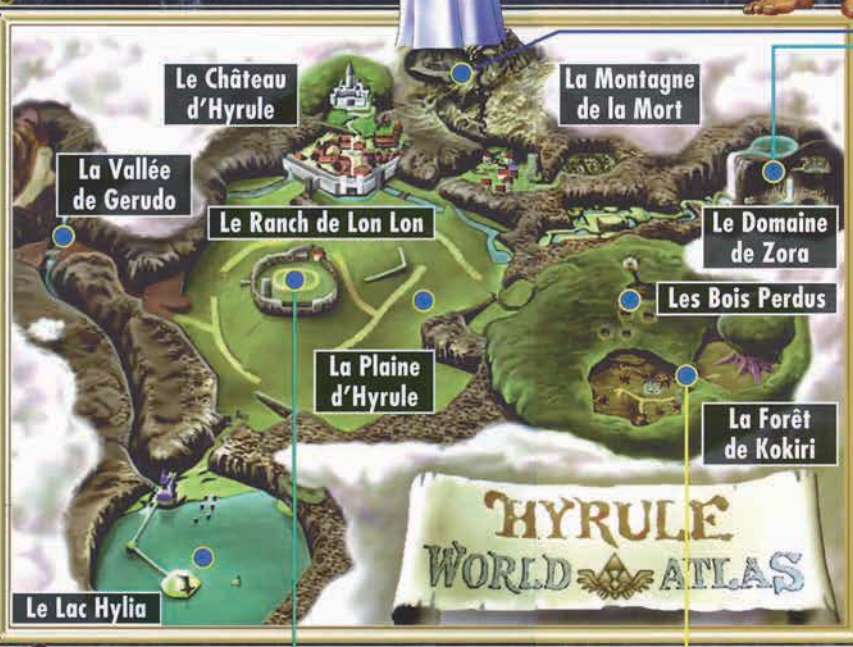 Le Château
d'Hyrule
La Montagne
de la Mort
La Vallée
de Gerudo
Le Ranch de Lon Lon
Le Domaine
de Zora
Les Bois Perdus
La Plaine
d'Hyrule
La Forêt
de Kokiri
HYRULE
WORLD ATLAS
Le Lac Hylia